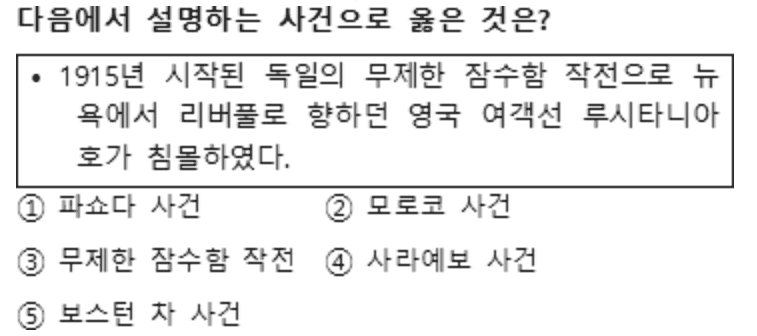 다음에서 설명하는 사건으로 옳은 것은?
• 1915년 시작된 독일의 무제한 잠수함 작전으로 뉴
욕에서 리버풀로 향하던 영국 여객선 루시타니아
호가 침몰하였다.
① 파쇼다 사건 ② 모로코 사건
③ 무제한 잠수함 작전 ④ 사라예보 사건
⑤ 보스턴 차 사건